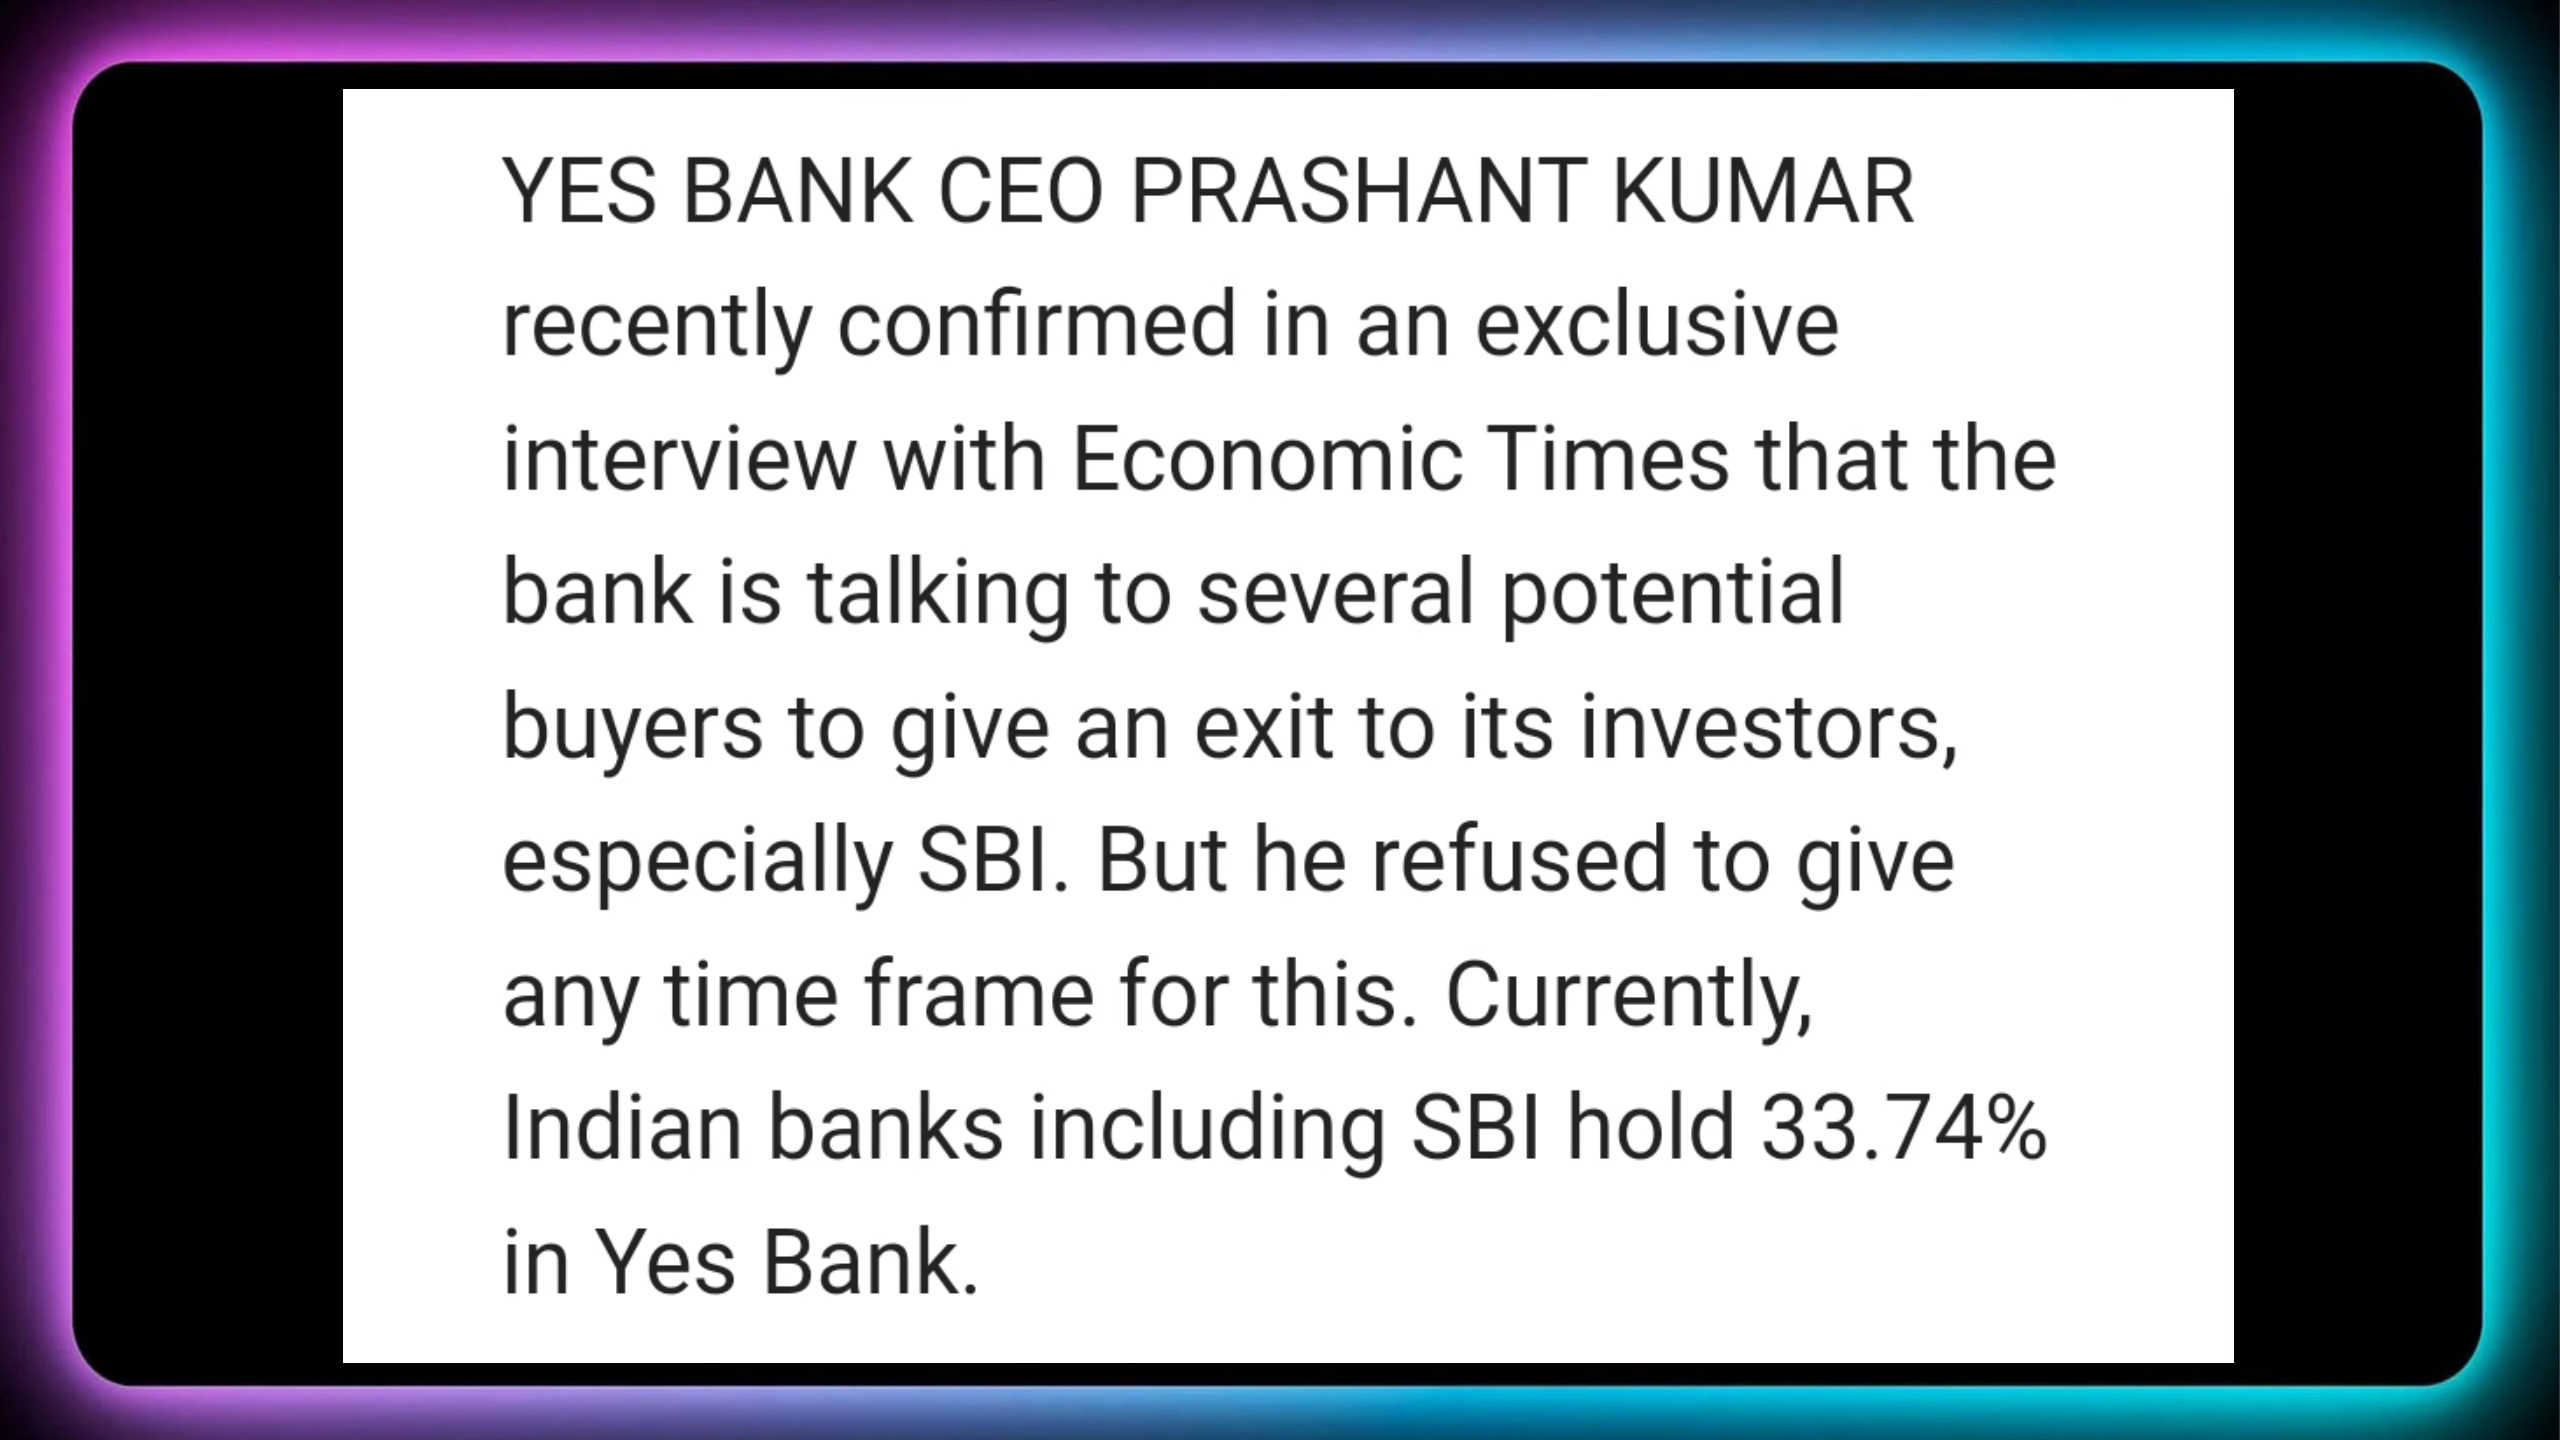 YES BANK CEO PRASHANT KUMAR
recently confirmed in an exclusive
interview with Economic Times that the
bank is talking to several potential
buyers to give an exit to its investors,
especially SBI. But he refused to give
any time frame for this. Currently,
Indian banks including SBI hold 33.74%
in Yes Bank.